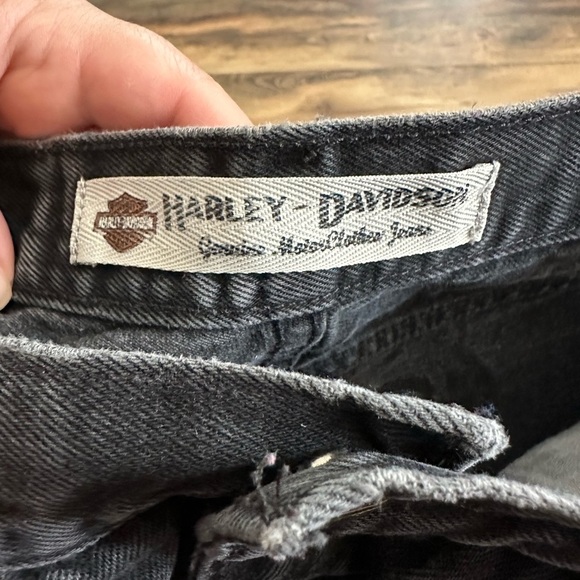 HARLEY-DAVIDSON
HARLEY - DAVIDSON
Genuine MotorClothes Jeans